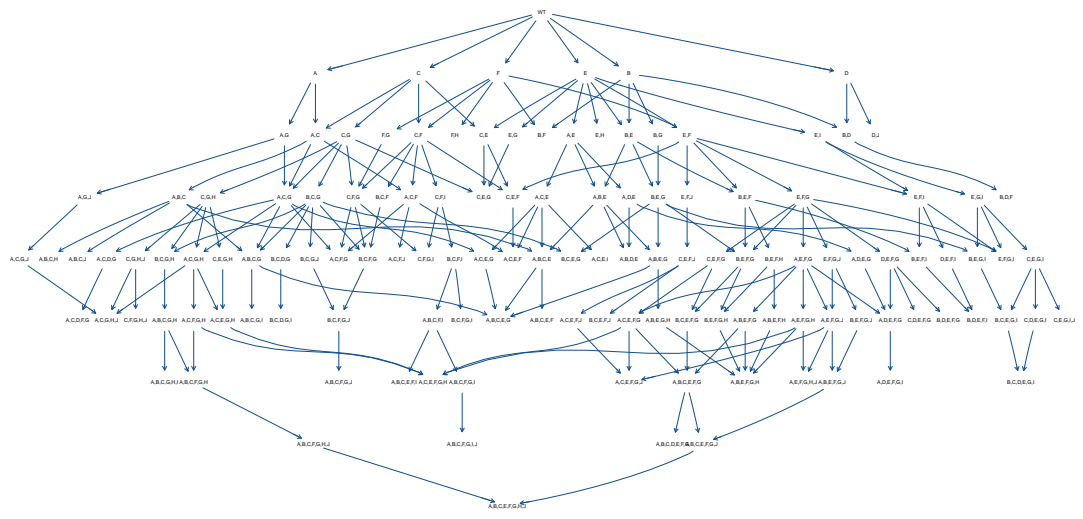 WT
A C F E B D
A,G A,C C,G F,G C,F F,H C,E E,G B,F A,E E,H B,E B,G E,F E,I B,D D,J
A,G,J A,B,C C,G,H A,C,G B,C,G C,F,G B,C,F A,C,F C,F,I C,E,G C,E,F A,C,E A,B,E A,D,E B,E,G E,F,J B,E,F E,F,G E,F,I E,G,I B,D,F
A,C,G,J A,B,C,H A,B,C,J A,C,D,G C,G,H,J B,C,G,H A,C,G,H C,E,G,H A,B,C,G B,C,D,G B,C,G,J A,C,F,G B,C,F,G A,C,F,J C,F,G,I B,C,F,I A,C,E,G A,C,E,F A,B,C,E B,C,E,G A,C,E,I A,B,D,E A,B,E,G C,E,F,J C,E,F,G B,E,F,G B,E,F,H A,E,F,G E,F,G,J A,D,E,G D,E,F,G B,E,F,I D,E,F,I B,E,G,I E,F,G,I C,E,G,I
A,C,D,F,G A,C,G,H,J C,F,G,H,J A,B,C,G,H A,C,F,G,H A,C,E,G,H A,B,C,G,I B,C,D,G,I B,C,F,G,J A,B,C,F,I B,C,F,G,I A,B,C,E,G A,B,C,E,F A,C,E,F,J B,C,E,F,J A,C,E,F,G A,B,E,G,H B,C,E,F,G B,E,F,G,H A,B,E,F,G A,B,E,F,H A,E,F,G,H A,E,F,G,J B,E,F,G,J A,D,E,F,G C,D,E,F,G B,D,E,F,G B,D,E,F,I B,C,E,G,I C,D,E,G,I C,E,G,I,J
A,B,C,G,H,I A,B,C,F,G,H A,B,C,F,G,J A,B,C,E,F,I A,C,E,F,G,H A,B,C,F,G,I A,C,E,F,G,J A,B,C,E,F,G A,B,E,F,G,H A,E,F,G,H,J A,B,E,F,G,J A,D,E,F,G,I B,C,D,E,G,I
A,B,C,F,G,H,J A,B,C,F,G,I,J A,B,C,D,E,F,G A,B,C,E,F,G,J
A,B,C,E,F,G,H,J